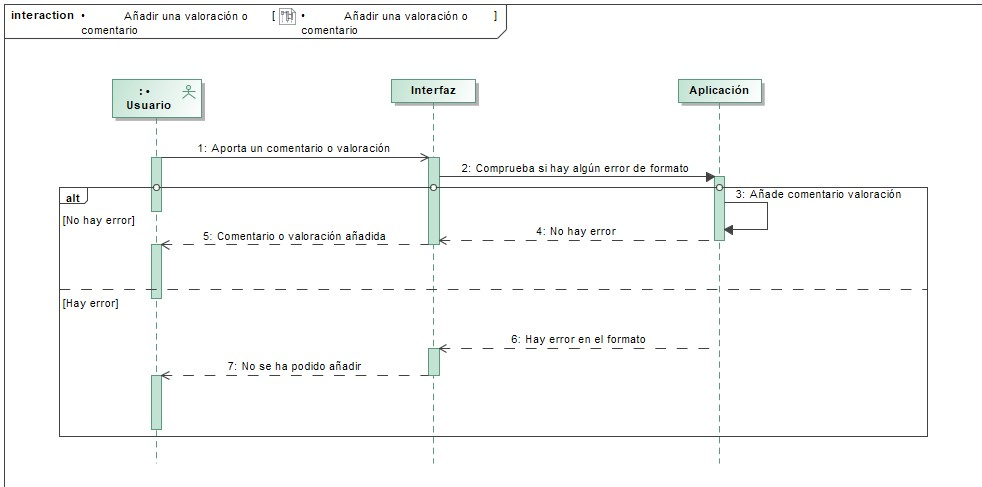 interaction • Añadir una valoración o comentario [ • Añadir una valoración o comentario ]
: •
Usuario
Interfaz
Aplicación
1: Aporta un comentario o valoración
2: Comprueba si hay algún error de formato
alt
3: Añade comentario valoración
[No hay error]
4: No hay error
5: Comentario o valoración añadida
[Hay error]
6: Hay error en el formato
7: No se ha podido añadir